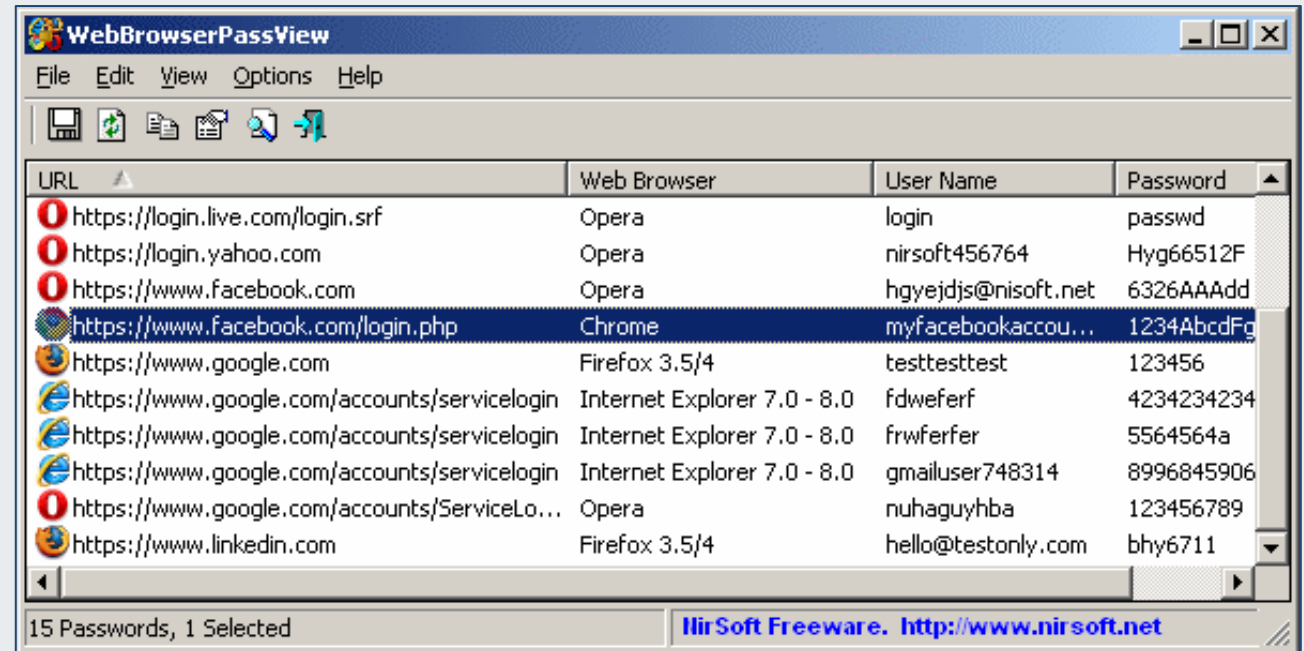 WebBrowserPassView
File Edit View Options Help
URL Web Browser User Name Password
https://login.live.com/login.srf Opera login passwd
https://login.yahoo.com Opera nirsoft456764 Hyg66512F
https://www.facebook.com Opera hgyejdjs@nisoft.net 6326AAAdd
https://www.facebook.com/login.php Chrome myfacebookaccou... 1234AbcdFg
https://www.google.com Firefox 3.5/4 testtesttest 123456
https://www.google.com/accounts/servicelogin Internet Explorer 7.0 - 8.0 fdweferf 4234234234
https://www.google.com/accounts/servicelogin Internet Explorer 7.0 - 8.0 frwferfer 5564564a
https://www.google.com/accounts/servicelogin Internet Explorer 7.0 - 8.0 gmailuser748314 8996845906
https://www.google.com/accounts/ServiceLo... Opera nuhaguyhba 123456789
https://www.linkedin.com Firefox 3.5/4 hello@testonly.com bhy6711
15 Passwords, 1 Selected NirSoft Freeware. http://www.nirsoft.net